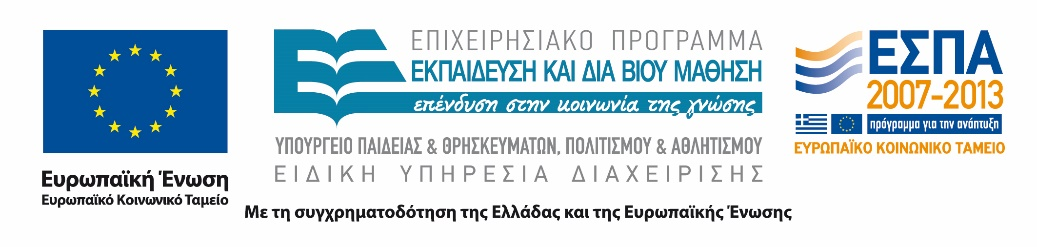 Ευρωπαϊκή Ένωση
Ευρωπαϊκό Κοινωνικό Ταμείο
ΕΠΙΧΕΙΡΗΣΙΑΚΟ ΠΡΟΓΡΑΜΜΑ
ΕΚΠΑΙΔΕΥΣΗ ΚΑΙ ΔΙΑ ΒΙΟΥ ΜΑΘΗΣΗ
επένδυση στην κοινωνία της γνώσης
ΥΠΟΥΡΓΕΙΟ ΠΑΙΔΕΙΑΣ & ΘΡΗΣΚΕΥΜΑΤΩΝ, ΠΟΛΙΤΙΣΜΟΥ & ΑΘΛΗΤΙΣΜΟΥ
ΕΙΔΙΚΗ ΥΠΗΡΕΣΙΑ ΔΙΑΧΕΙΡΙΣΗΣ
Με τη συγχρηματοδότηση της Ελλάδας και της Ευρωπαϊκής Ένωσης
ΕΣΠΑ
2007-2013
πρόγραμμα για την ανάπτυξη
ΕΥΡΩΠΑΪΚΟ ΚΟΙΝΩΝΙΚΟ ΤΑΜΕΙΟ